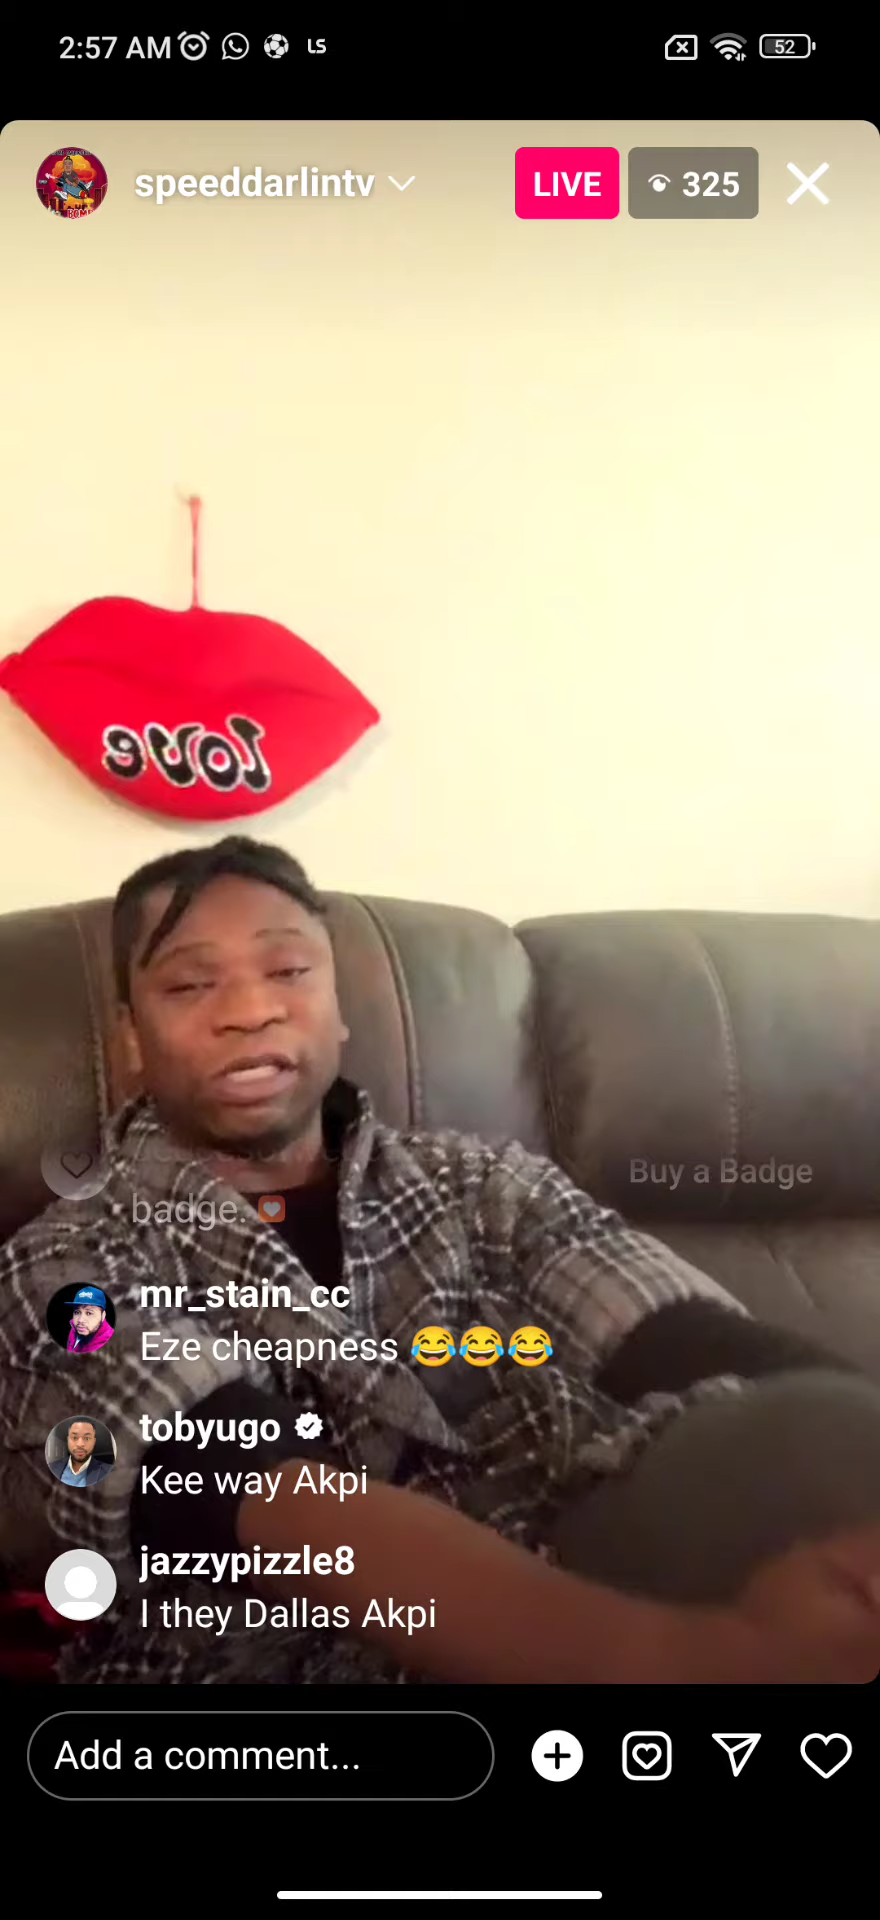 2:57 AM LS 52
speeddarlintv LIVE 325
Love
Buy a Badge
badge.
mr_stain_cc
Eze cheapness 😂😂😂
tobyugo
Kee way Akpi
jazzypizzle8
I they Dallas Akpi
Add a comment...